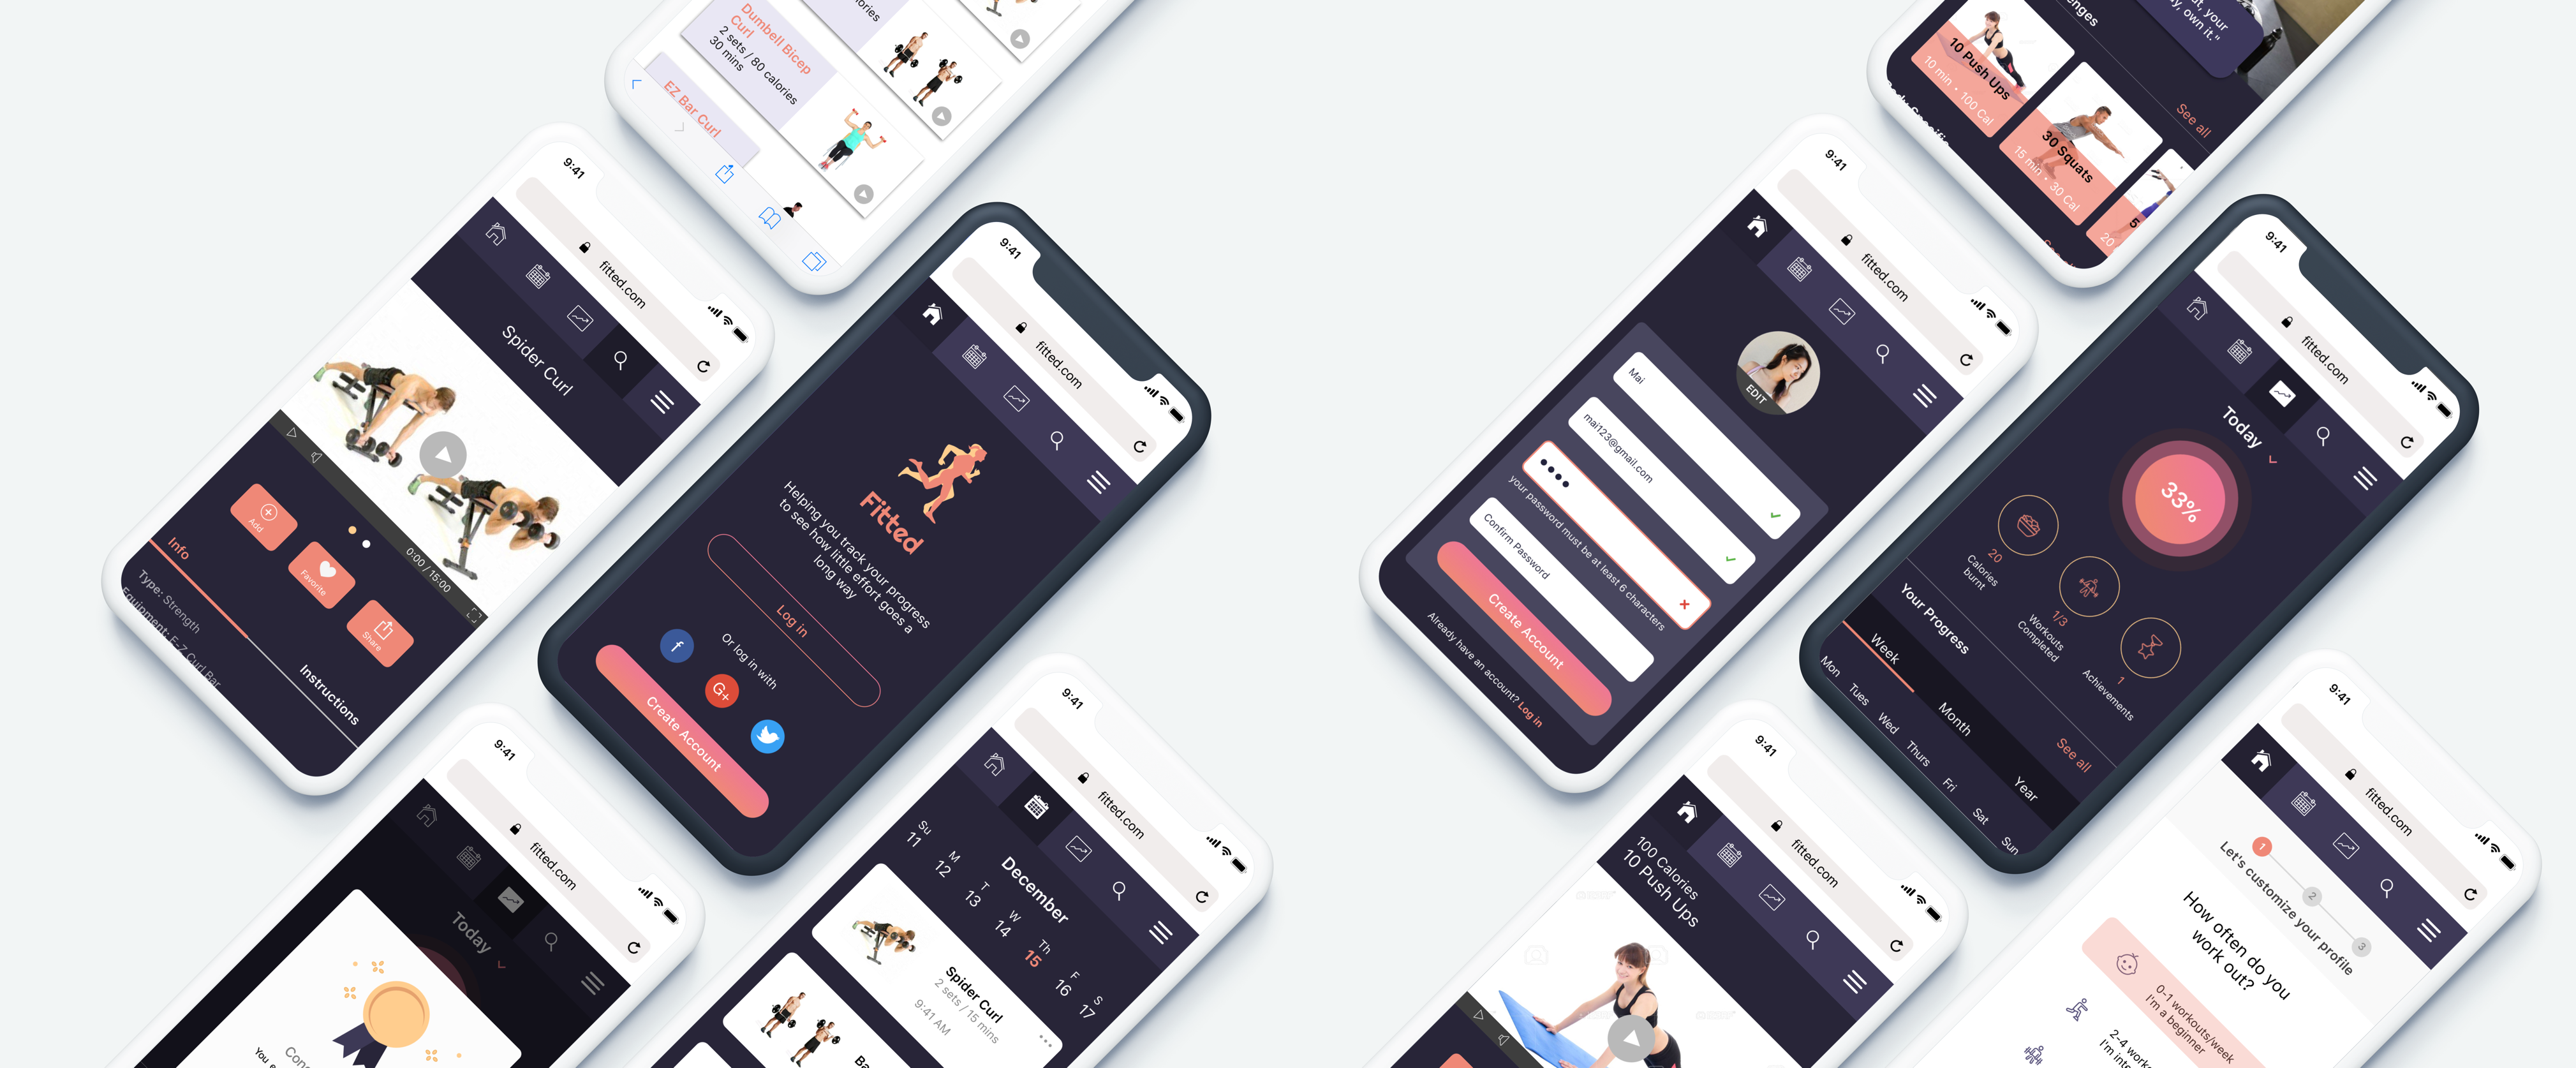 Dumbell Bicep
Curl
2 sets / 80 calories
30 mins
EZ Bar Curl
9:41
fitted.com
Spider Curl
0:00 / 15:00
Add
Favorite
Share
Info
Instructions
Type: Strength
Equipment: E-Z Curl Bar
9:41
fitted.com
Fitted
Helping you track your progress
to see how little effort goes a
long way
Log in
Or log in with
f
G+
Create Account
9:41
fitted.com
Today
9:41
fitted.com
December
Su
M
T
W
Th
F
S
11
12
13
14
15
16
17
Spider Curl
2 sets / 15 mins
9:41 AM
10 Push Ups
10 min • 100 Cal
30 Squats
15 min • 30 Cal
See all
9:41
fitted.com
EDIT
Mai
mai123@gmail.com
your password must be at least 6 characters
Confirm Password
Create Account
Already have an account? Log in
9:41
fitted.com
Today
33%
20
Calories
burnt
1/3
Workouts
Completed
1
Achievements
Your Progress
See all
Week
Month
Year
Mon
Tues
Wed
Thurs
Fri
Sat
Sun
9:41
fitted.com
100 Calories
10 Push Ups
9:41
fitted.com
1
2
3
Let's customize your profile
How often do you
work out?
0-1 workouts/week
I'm a beginner
2-4